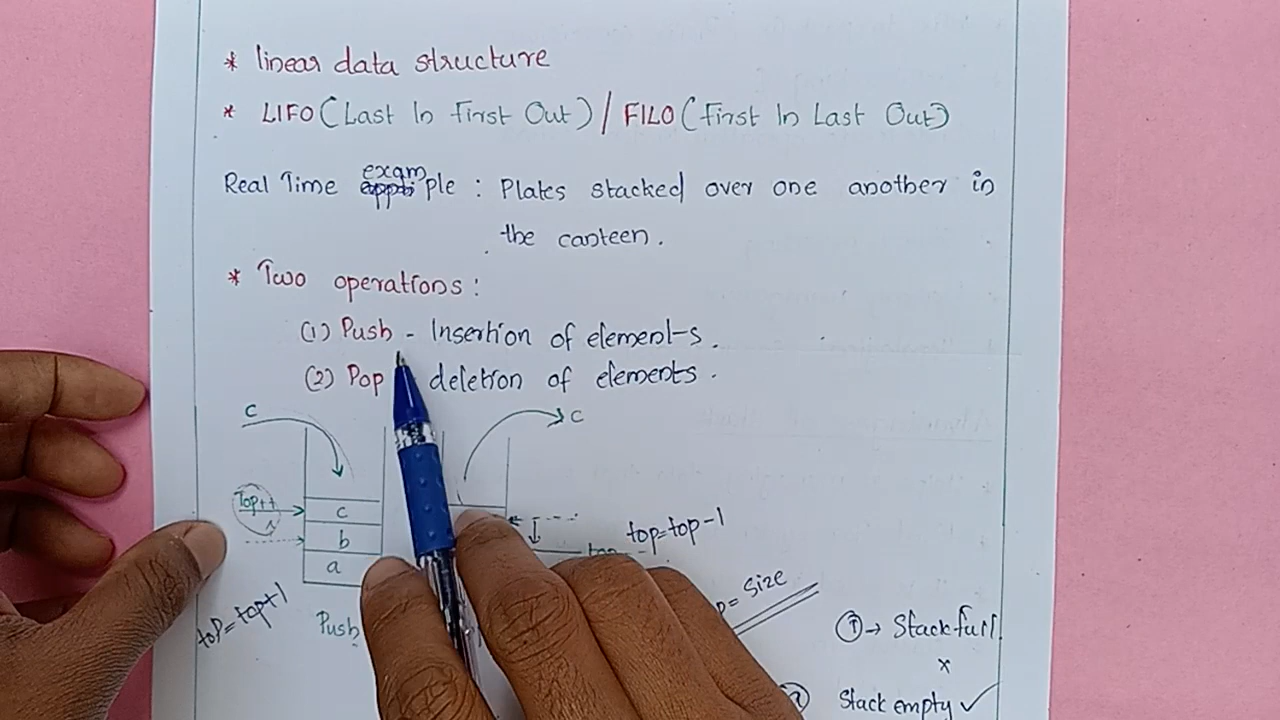 * linear data structure
* LIFO (Last In First Out) / FILO (First In Last Out)
Real Time example : Plates stacked over one another in
the canteen.
* Two operations :
(1) Push - Insertion of element-s.
(2) Pop deletion of elements.
c
c
Top++
c
b
a
top=top-1
top=top+1
Push
= Size
① → Stack full
x
Stack empty ✓